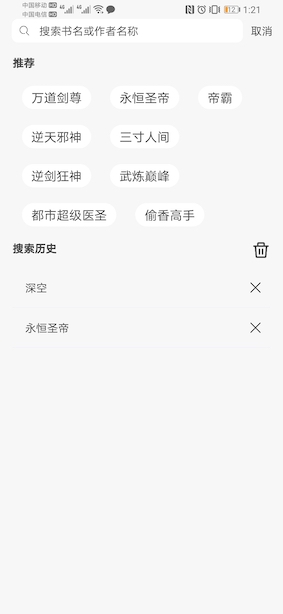 中国移动 HD 4G 4G 2 1:21
中国电信 HD
搜索书名或作者名称 取消
推荐
万道剑尊 永恒圣帝 帝霸
逆天邪神 三寸人间
逆剑狂神 武炼巅峰
都市超级医圣 偷香高手
搜索历史
深空
永恒圣帝